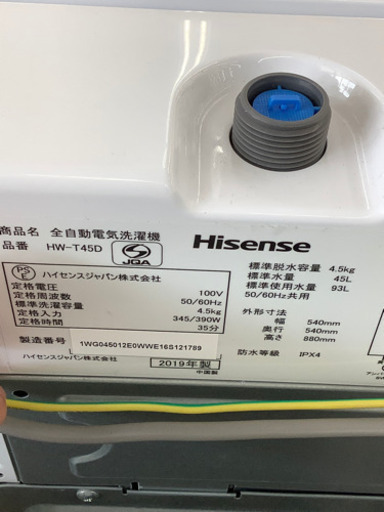 商品名 全自動電気洗濯機
品番 HW-T45D
JQA
Hisense
PSE
ハイセンスジャパン株式会社
定格電圧 100V
定格周波数 50/60Hz
標準洗濯容量 4.5kg
定格入力 345/390W
定格時間 35分
製造番号 1WG045012E0WWE16S121789
ハイセンスジャパン株式会社 2019年製
中国製
標準脱水容量 4.5kg
標準水量 45L
標準使用水量 93L
50/60Hz共用
外形寸法
幅 540mm
奥行 540mm
高さ 880mm
防水等級 IPX4